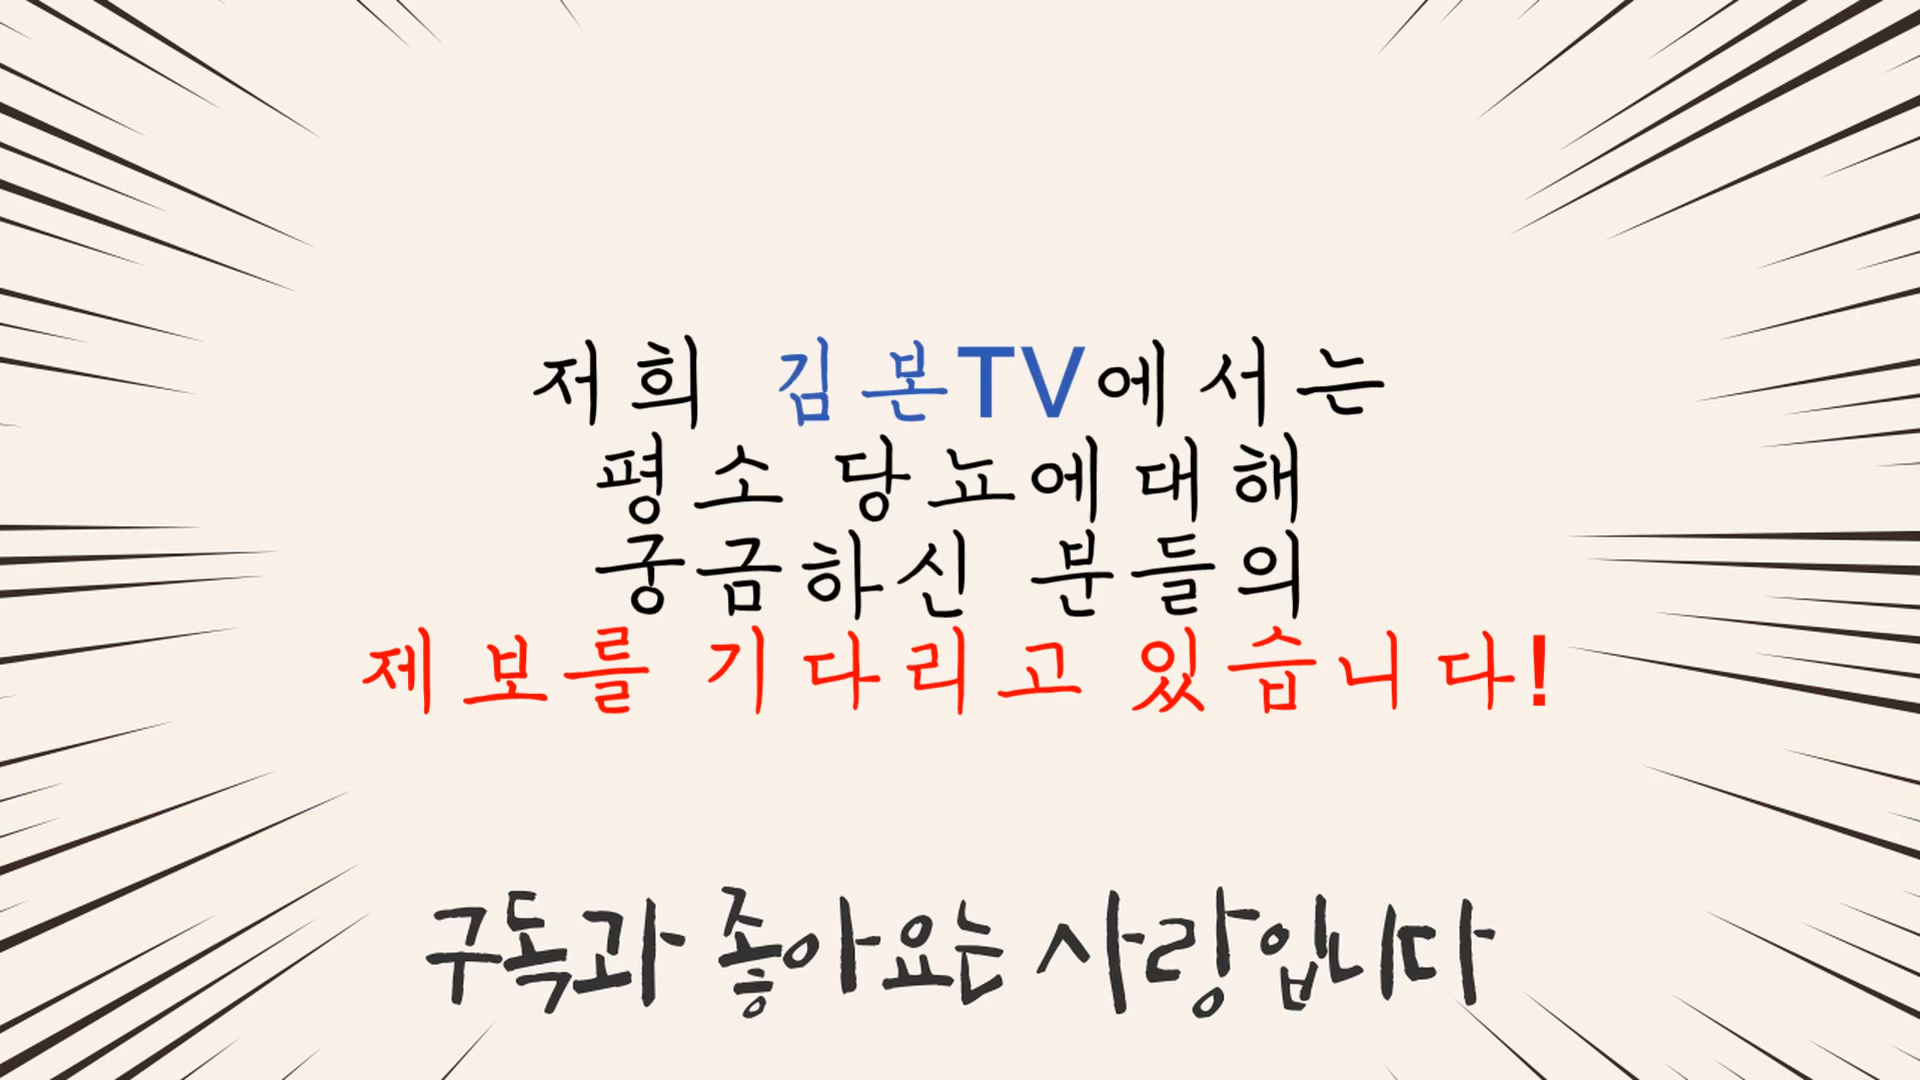 저희 김본TV에서는
평소 당뇨에대해
궁금하신 분들의
제보를 기다리고 있습니다!
구독과 좋아요는 사랑입니다